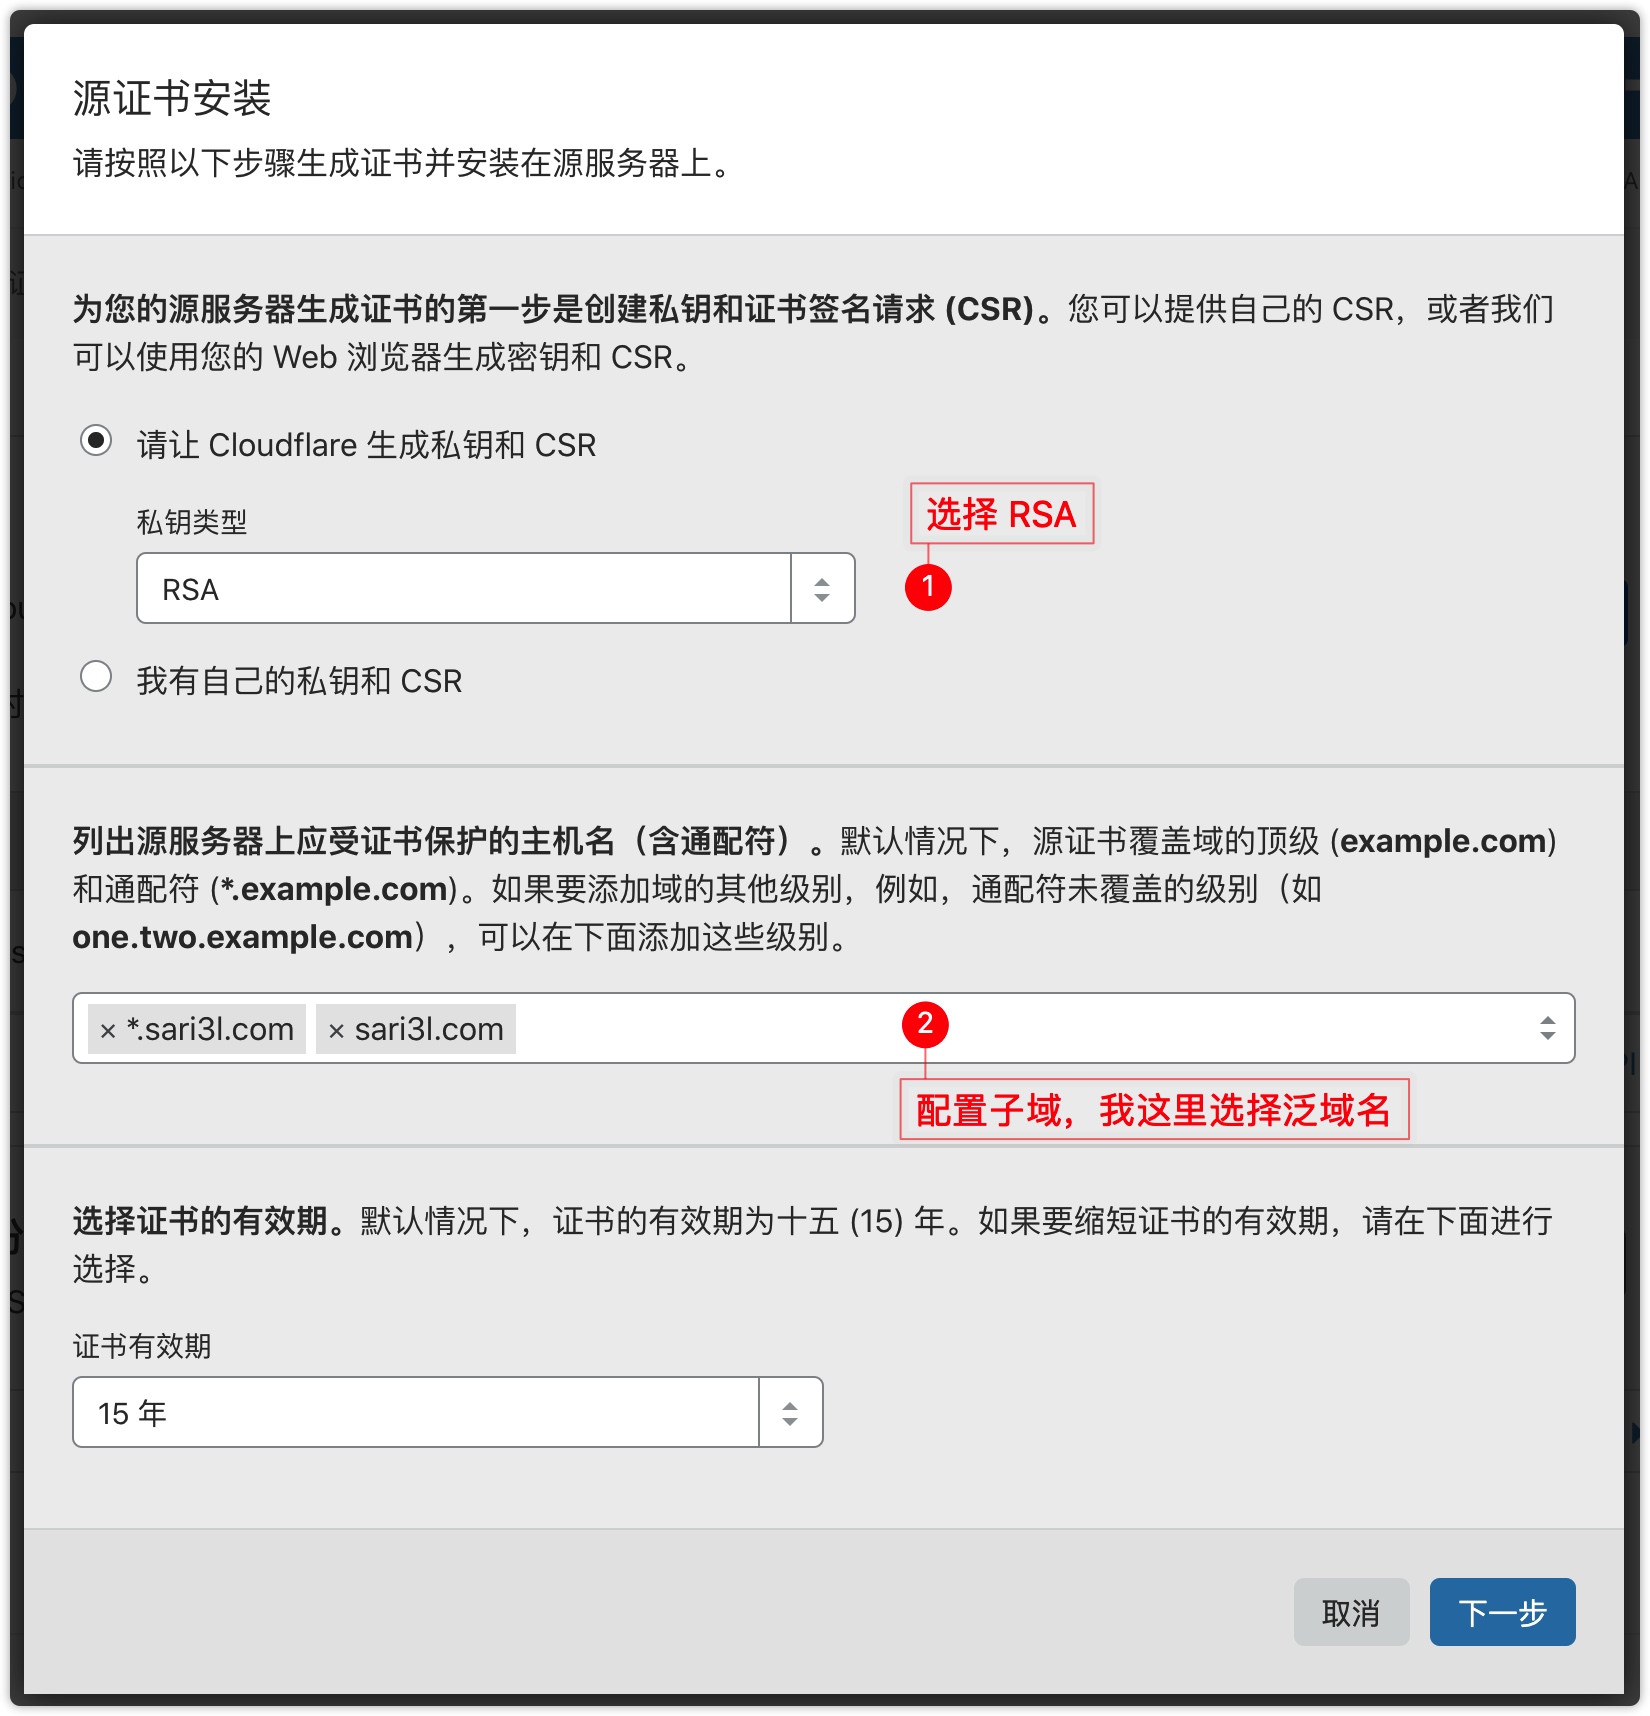 源证书安装
请按照以下步骤生成证书并安装在源服务器上。
为您的源服务器生成证书的第一步是创建私钥和证书签名请求 (CSR)。您可以提供自己的 CSR，或者我们
可以使用您的 Web 浏览器生成密钥和 CSR。
请让 Cloudflare 生成私钥和 CSR
选择 RSA
私钥类型
RSA
1
我有自己的私钥和 CSR
列出源服务器上应受证书保护的主机名（含通配符）。默认情况下，源证书覆盖域的顶级 (example.com)
和通配符 (*.example.com)。如果要添加域的其他级别，例如，通配符未覆盖的级别（如
one.two.example.com），可以在下面添加这些级别。
× *.sari3l.com × sari3l.com
2
配置子域，我这里选择泛域名
选择证书的有效期。默认情况下，证书的有效期为十五 (15) 年。如果要缩短证书的有效期，请在下面进行
选择。
证书有效期
15 年
取消 下一步